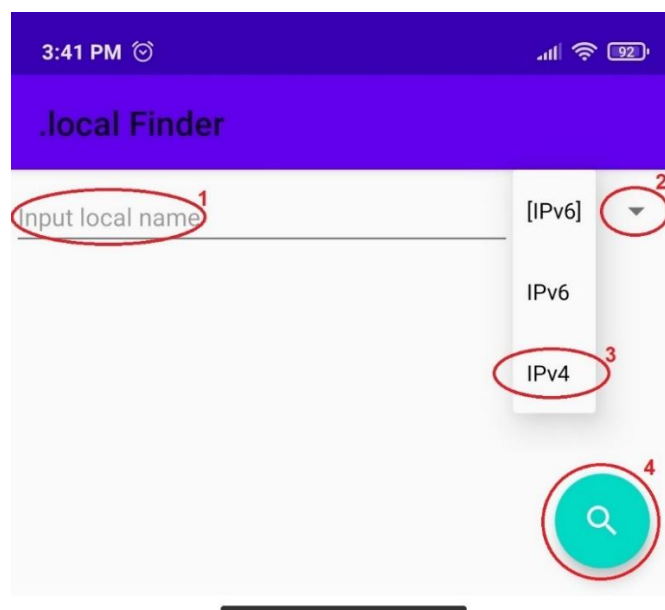 3:41 PM 92
.local Finder
Input local name 1 [IPv6] 2
IPv6
IPv4 3
4